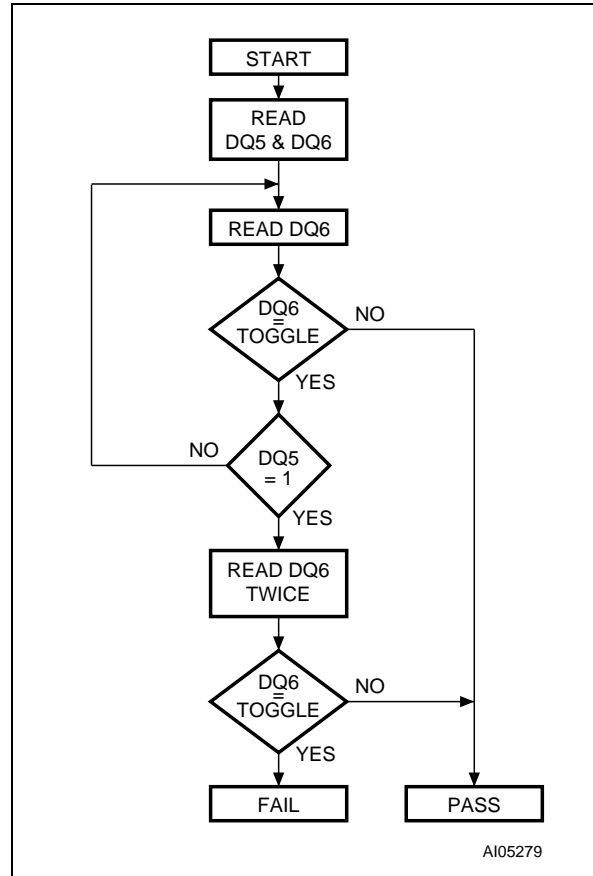 START
READ
DQ5 & DQ6
READ DQ6
DQ6
=
TOGGLE
NO
YES
NO
DQ5
= 1
YES
READ DQ6
TWICE
DQ6
=
TOGGLE
NO
YES
FAIL
PASS
AI05279